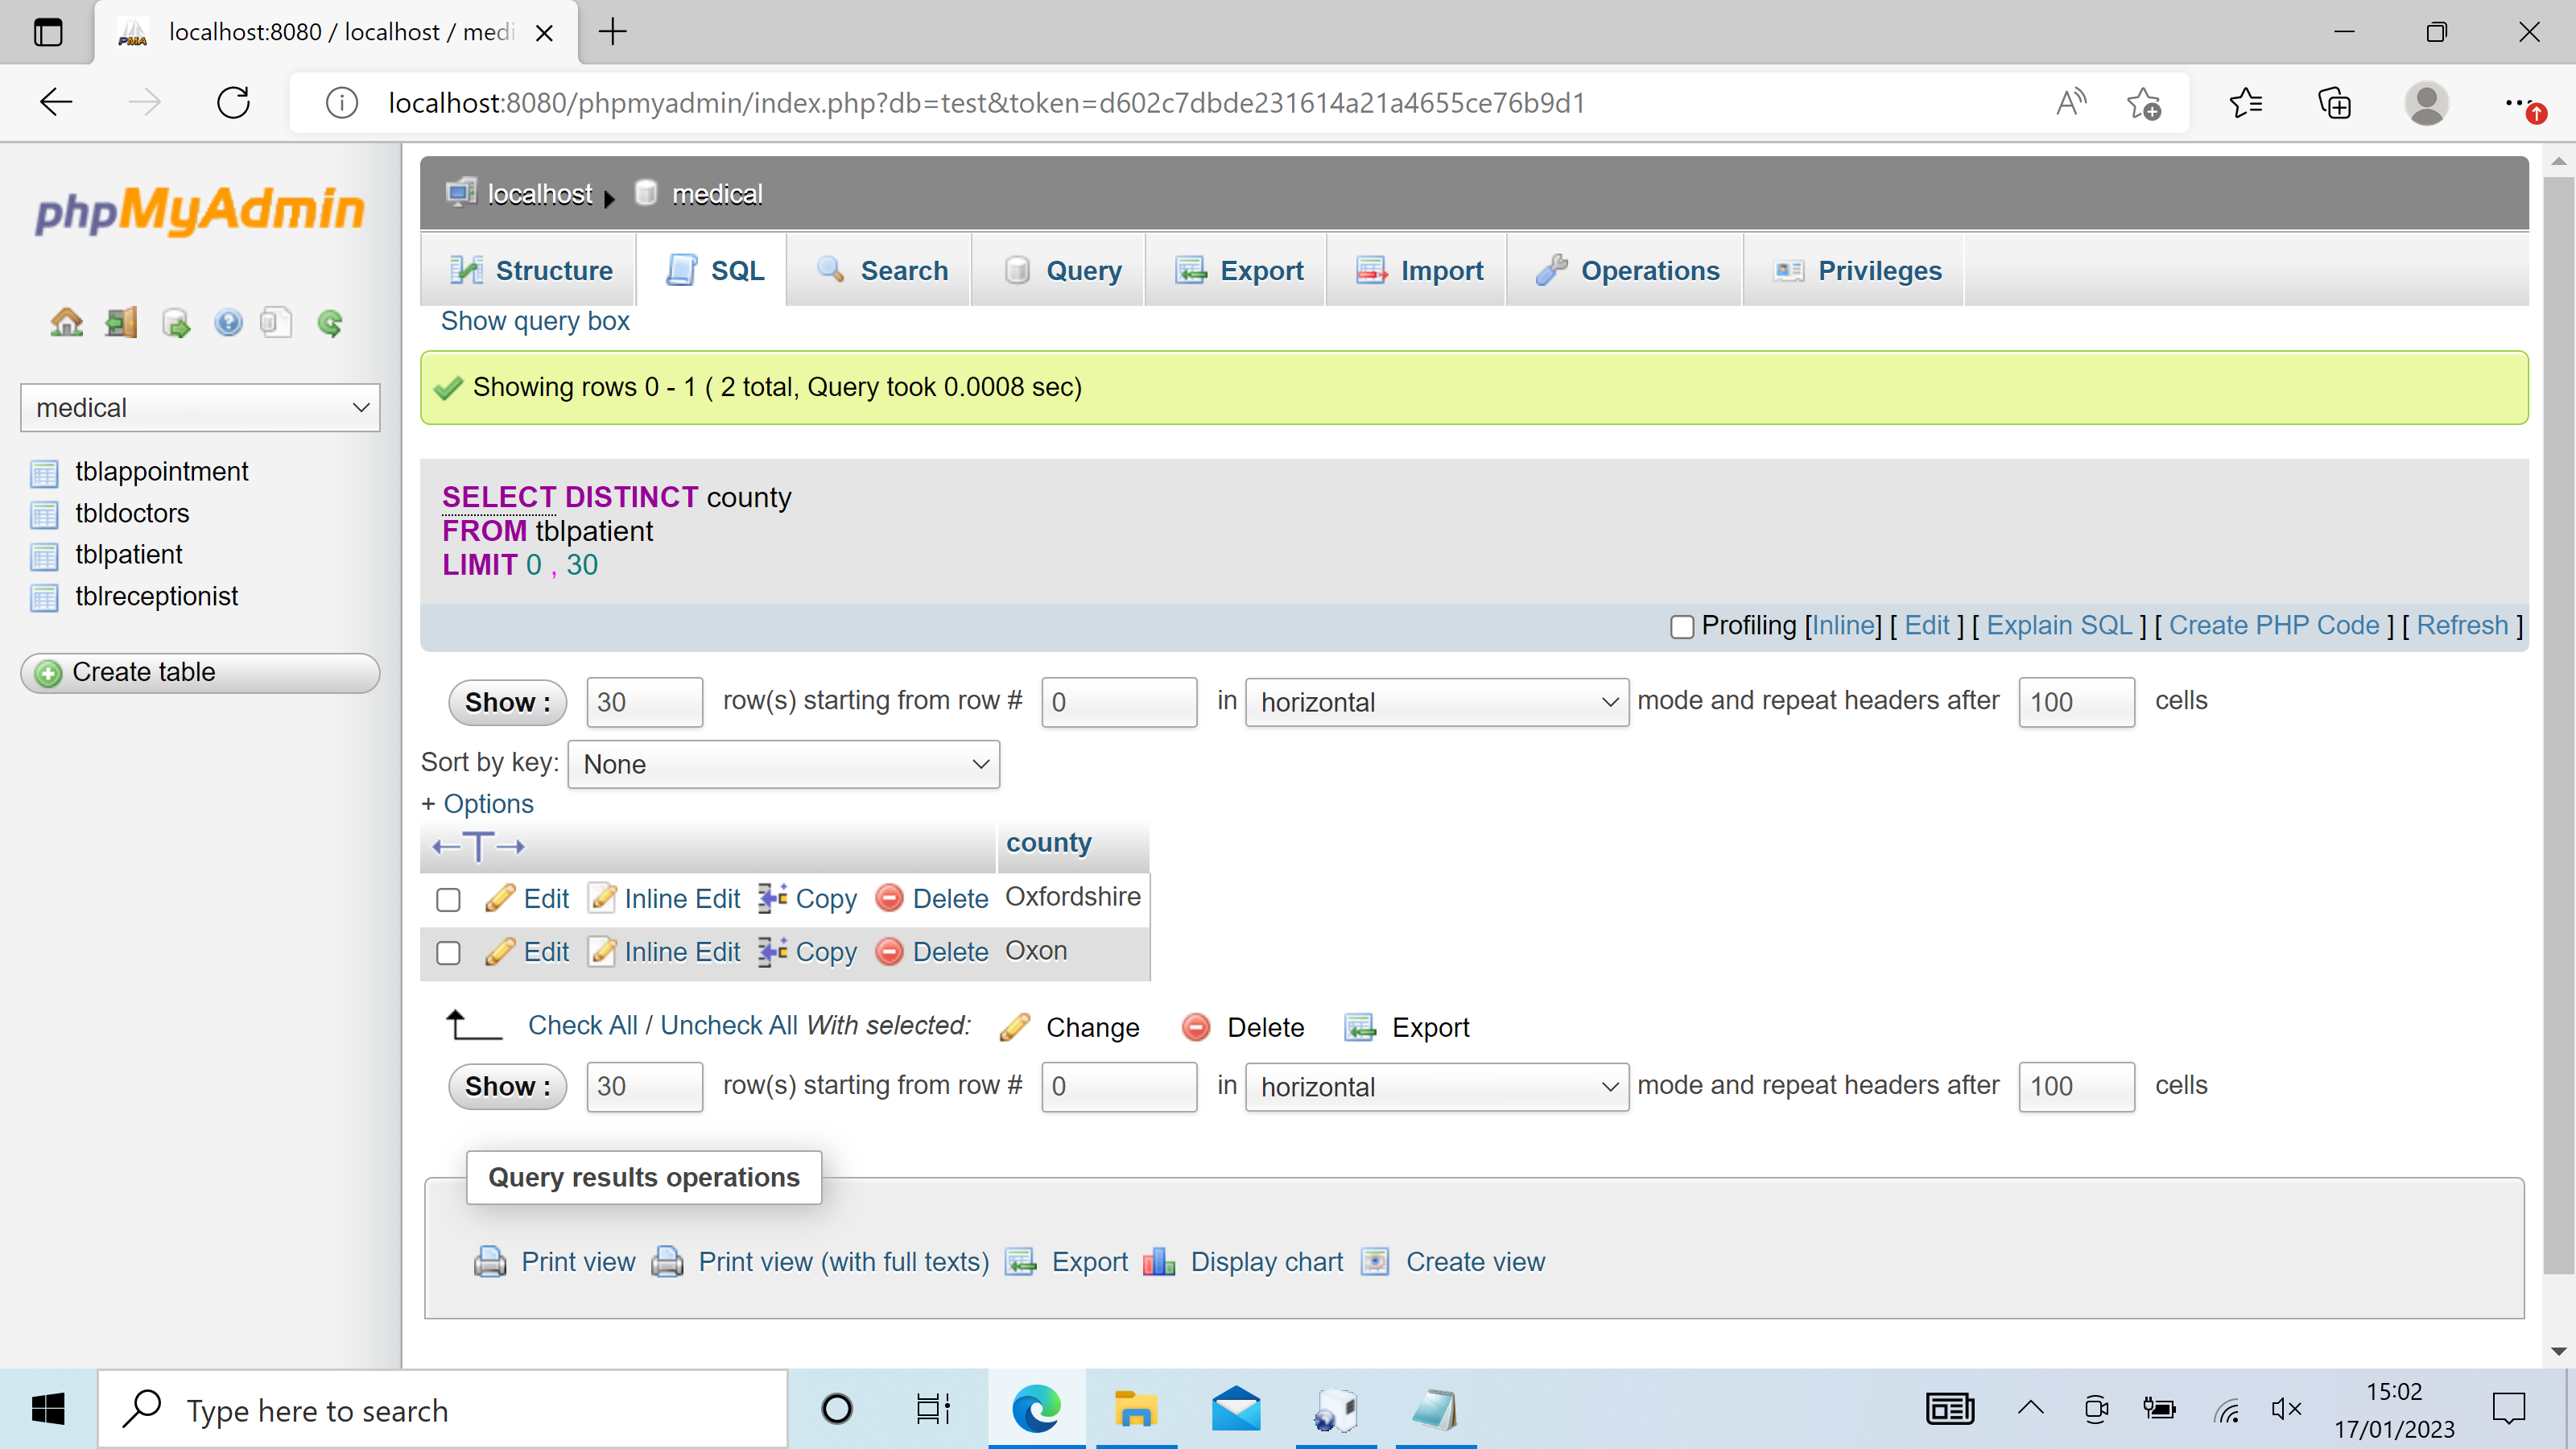 localhost:8080 / localhost / medi
localhost:8080/phpmyadmin/index.php?db=test&token=d602c7dbde231614a21a4655ce76b9d1
phpMyAdmin
medical
tblappointment
tbldoctors
tblpatient
tblreceptionist
Create table
localhost ▸ medical
Structure SQL Search Query Export Import Operations Privileges
Show query box
Showing rows 0 - 1 ( 2 total, Query took 0.0008 sec)
SELECT DISTINCT county
FROM tblpatient
LIMIT 0 , 30
Profiling [Inline] [ Edit ] [ Explain SQL ] [ Create PHP Code ] [ Refresh ]
Show : 30 row(s) starting from row # 0 in horizontal mode and repeat headers after 100 cells
Sort by key: None
+ Options
←T→ county
Edit Inline Edit Copy Delete Oxfordshire
Edit Inline Edit Copy Delete Oxon
Check All / Uncheck All With selected: Change Delete Export
Show : 30 row(s) starting from row # 0 in horizontal mode and repeat headers after 100 cells
Query results operations
Print view Print view (with full texts) Export Display chart Create view
Type here to search
15:02
17/01/2023